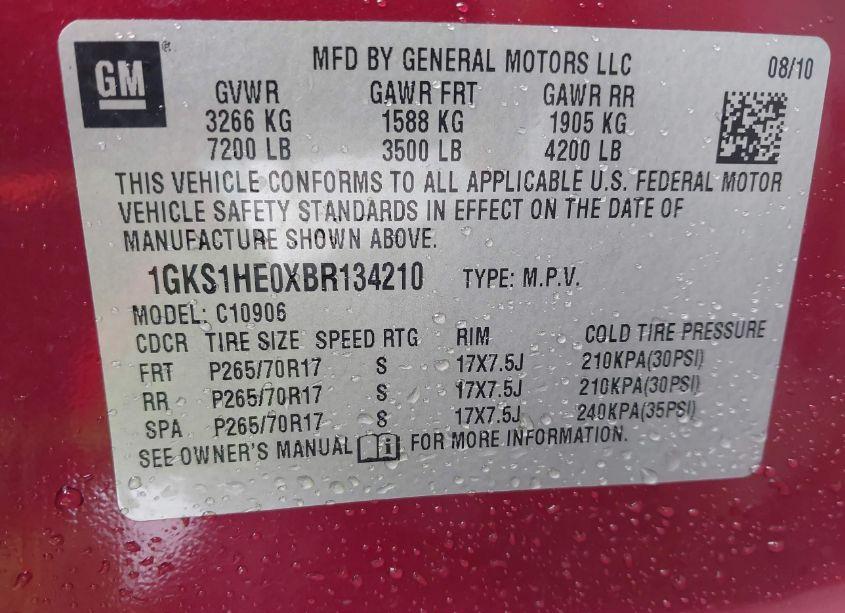 GM
MFD BY GENERAL MOTORS LLC 08/10
GVWR GAWR FRT GAWR RR
3266 KG 1588 KG 1905 KG
7200 LB 3500 LB 4200 LB
THIS VEHICLE CONFORMS TO ALL APPLICABLE U.S. FEDERAL MOTOR
VEHICLE SAFETY STANDARDS IN EFFECT ON THE DATE OF
MANUFACTURE SHOWN ABOVE.
1GKS1HE0XBR134210 TYPE: M.P.V.
MODEL: C10906
CDCR TIRE SIZE SPEED RTG RIM COLD TIRE PRESSURE
FRT P265/70R17 S 17X7.5J 210KPA(30PSI)
RR P265/70R17 S 17X7.5J 210KPA(30PSI)
SPA P265/70R17 S 17X7.5J 240KPA(35PSI)
SEE OWNER'S MANUAL i FOR MORE INFORMATION.